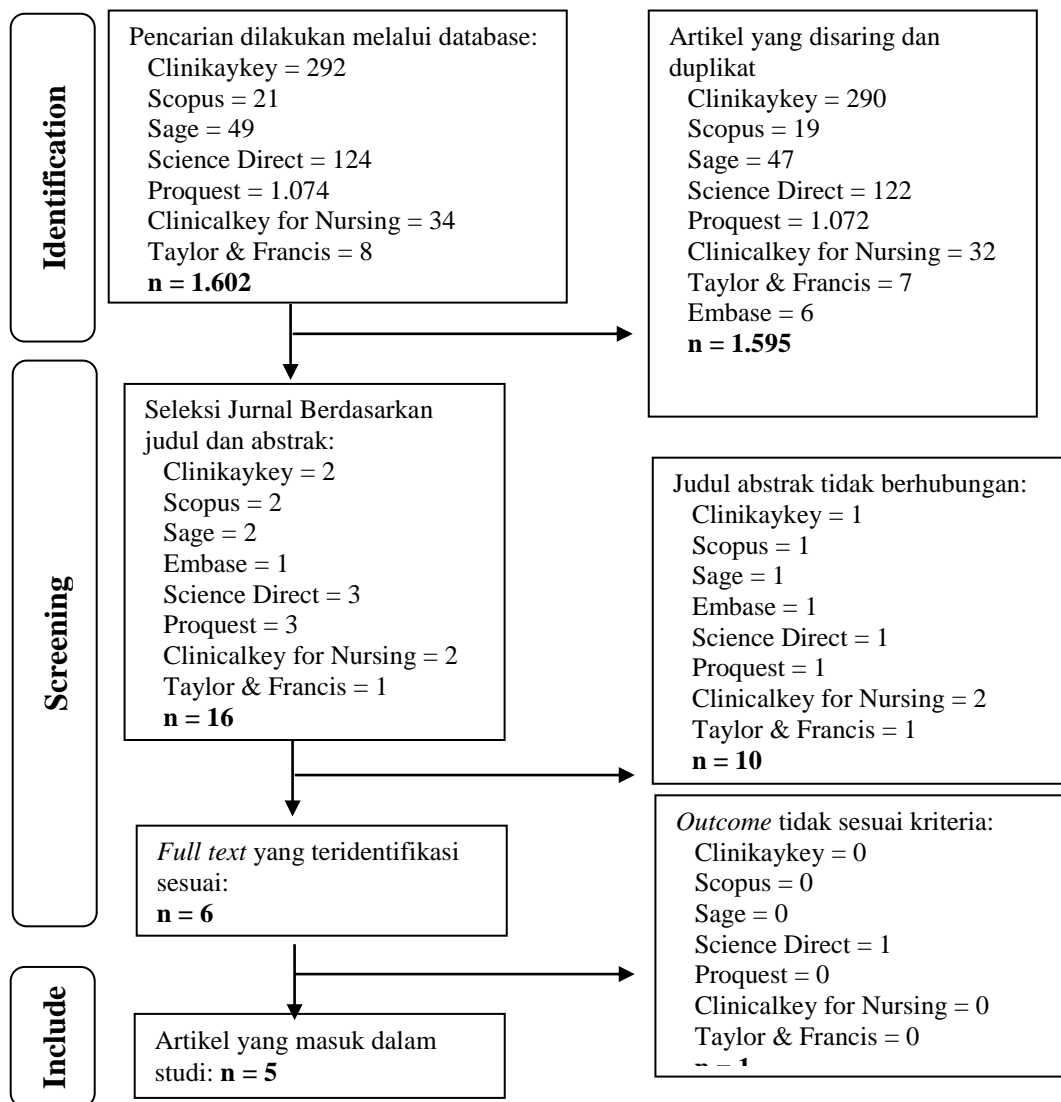 Identification
Pencarian dilakukan melalui database:
Clinikaykey = 292
Scopus = 21
Sage = 49
Science Direct = 124
Proquest = 1.074
Clinicalkey for Nursing = 34
Taylor & Francis = 8
n = 1.602
Artikel yang disaring dan
duplikat
Clinikaykey = 290
Scopus = 19
Sage = 47
Science Direct = 122
Proquest = 1.072
Clinicalkey for Nursing = 32
Taylor & Francis = 7
Embase = 6
n = 1.595
Screening
Seleksi Jurnal Berdasarkan
judul dan abstrak:
Clinikaykey = 2
Scopus = 2
Sage = 2
Embase = 1
Science Direct = 3
Proquest = 3
Clinicalkey for Nursing = 2
Taylor & Francis = 1
n = 16
Judul abstrak tidak berhubungan:
Clinikaykey = 1
Scopus = 1
Sage = 1
Embase = 1
Science Direct = 1
Proquest = 1
Clinicalkey for Nursing = 2
Taylor & Francis = 1
n = 10
Full text yang teridentifikasi
sesuai:
n = 6
Outcome tidak sesuai kriteria:
Clinikaykey = 0
Scopus = 0
Sage = 0
Science Direct = 1
Proquest = 0
Clinicalkey for Nursing = 0
Taylor & Francis = 0
n = 1
Include
Artikel yang masuk dalam
studi: n = 5